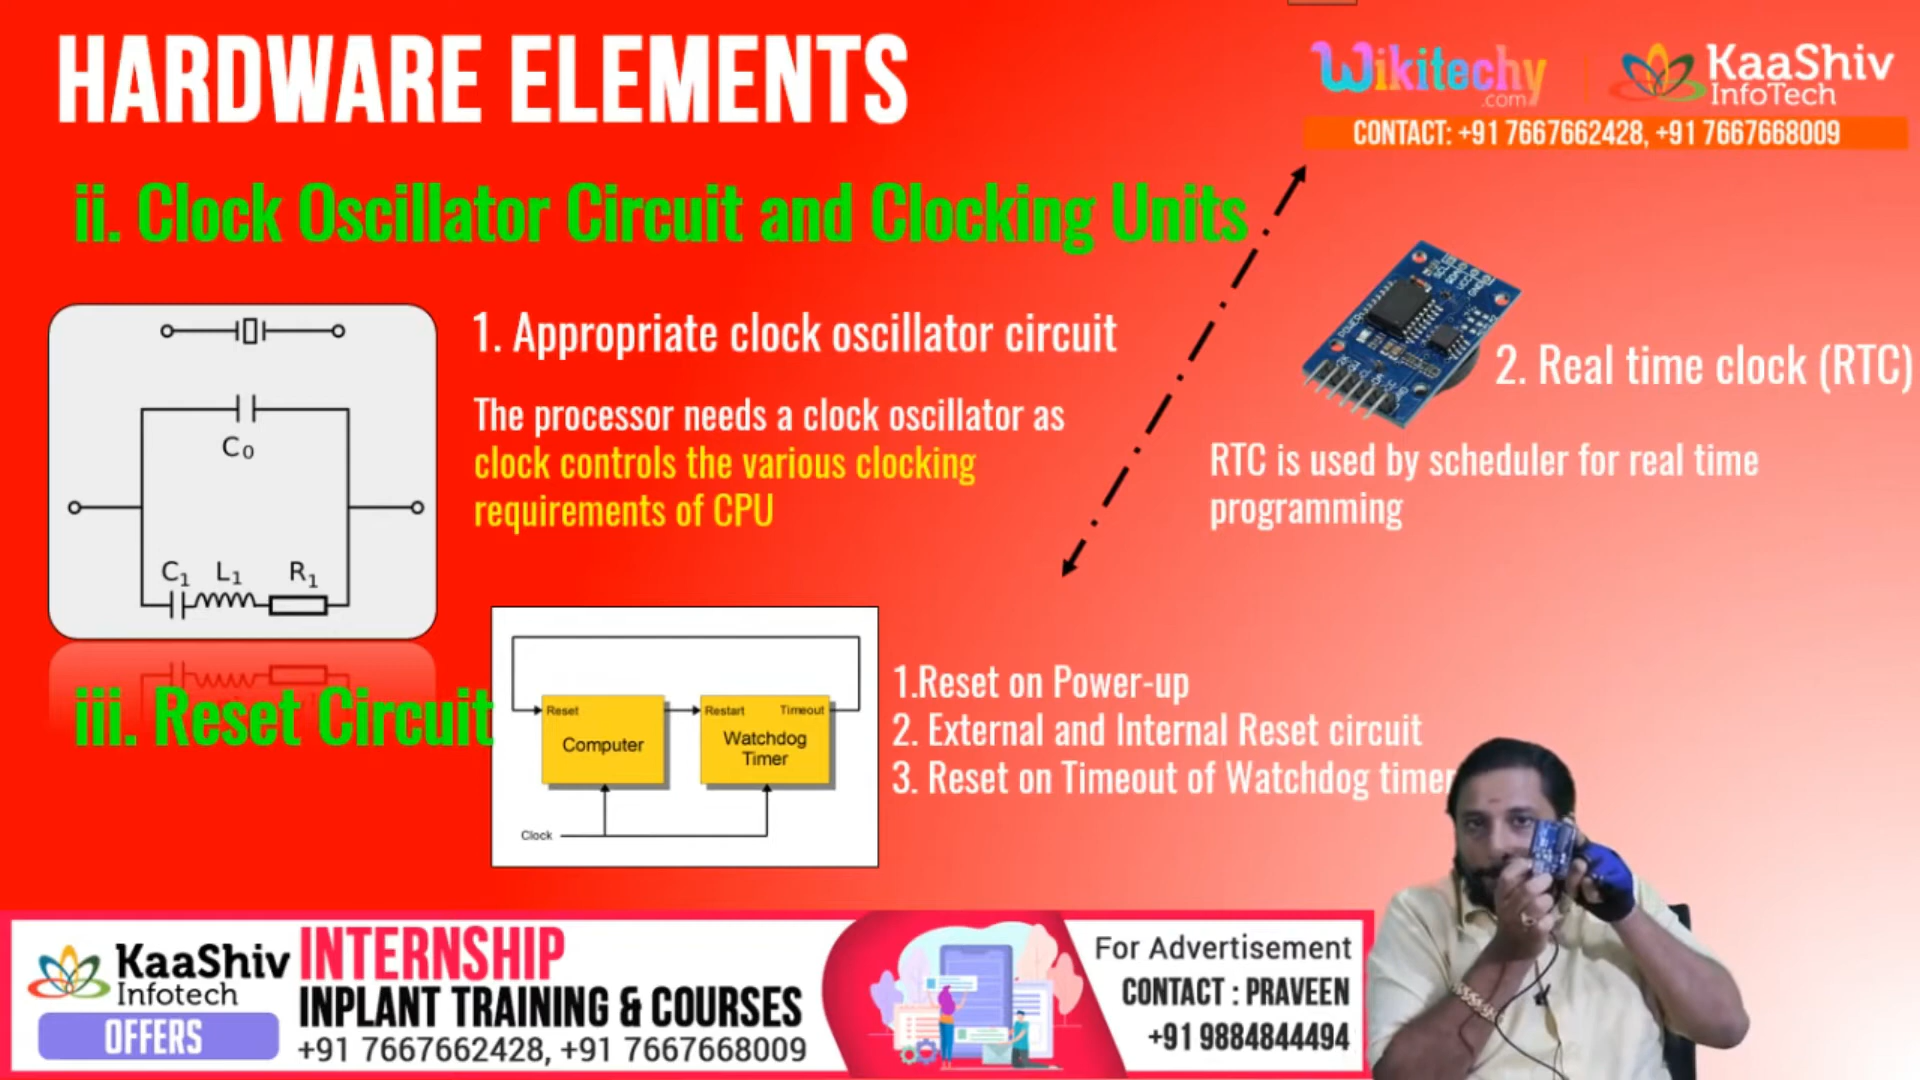 HARDWARE ELEMENTS
Wikitechy
.com
KaaShiv
InfoTech
CONTACT: +91 7667662428, +91 7667668009
ii. Clock Oscillator Circuit and Clocking Units
1. Appropriate clock oscillator circuit
The processor needs a clock oscillator as
clock controls the various clocking
requirements of CPU
C0
C1 L1 R1
2. Real time clock (RTC)
RTC is used by scheduler for real time
programming
iii. Reset Circuit
Reset
Computer
Restart Timeout
Watchdog
Timer
Clock
1.Reset on Power-up
2. External and Internal Reset circuit
3. Reset on Timeout of Watchdog timer
KaaShiv
Infotech
OFFERS
INTERNSHIP
INPLANT TRAINING & COURSES
+91 7667662428, +91 7667668009
For Advertisement
CONTACT : PRAVEEN
+91 9884844494